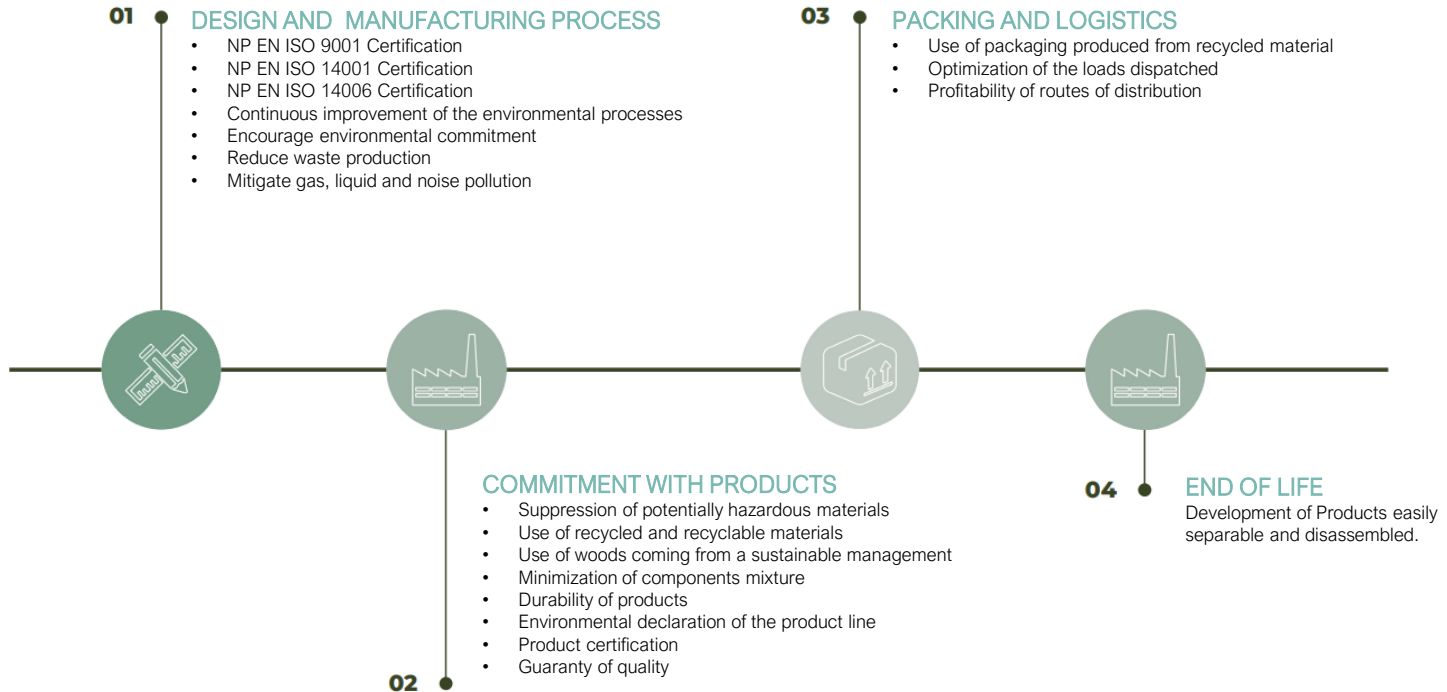 01
DESIGN AND MANUFACTURING PROCESS
• NP EN ISO 9001 Certification
• NP EN ISO 14001 Certification
• NP EN ISO 14006 Certification
• Continuous improvement of the environmental processes
• Encourage environmental commitment
• Reduce waste production
• Mitigate gas, liquid and noise pollution
COMMITMENT WITH PRODUCTS
• Suppression of potentially hazardous materials
• Use of recycled and recyclable materials
• Use of woods coming from a sustainable management
• Minimization of components mixture
• Durability of products
• Environmental declaration of the product line
• Product certification
• Guaranty of quality
02
03
PACKING AND LOGISTICS
• Use of packaging produced from recycled material
• Optimization of the loads dispatched
• Profitability of routes of distribution
04
END OF LIFE
Development of Products easily
separable and disassembled.